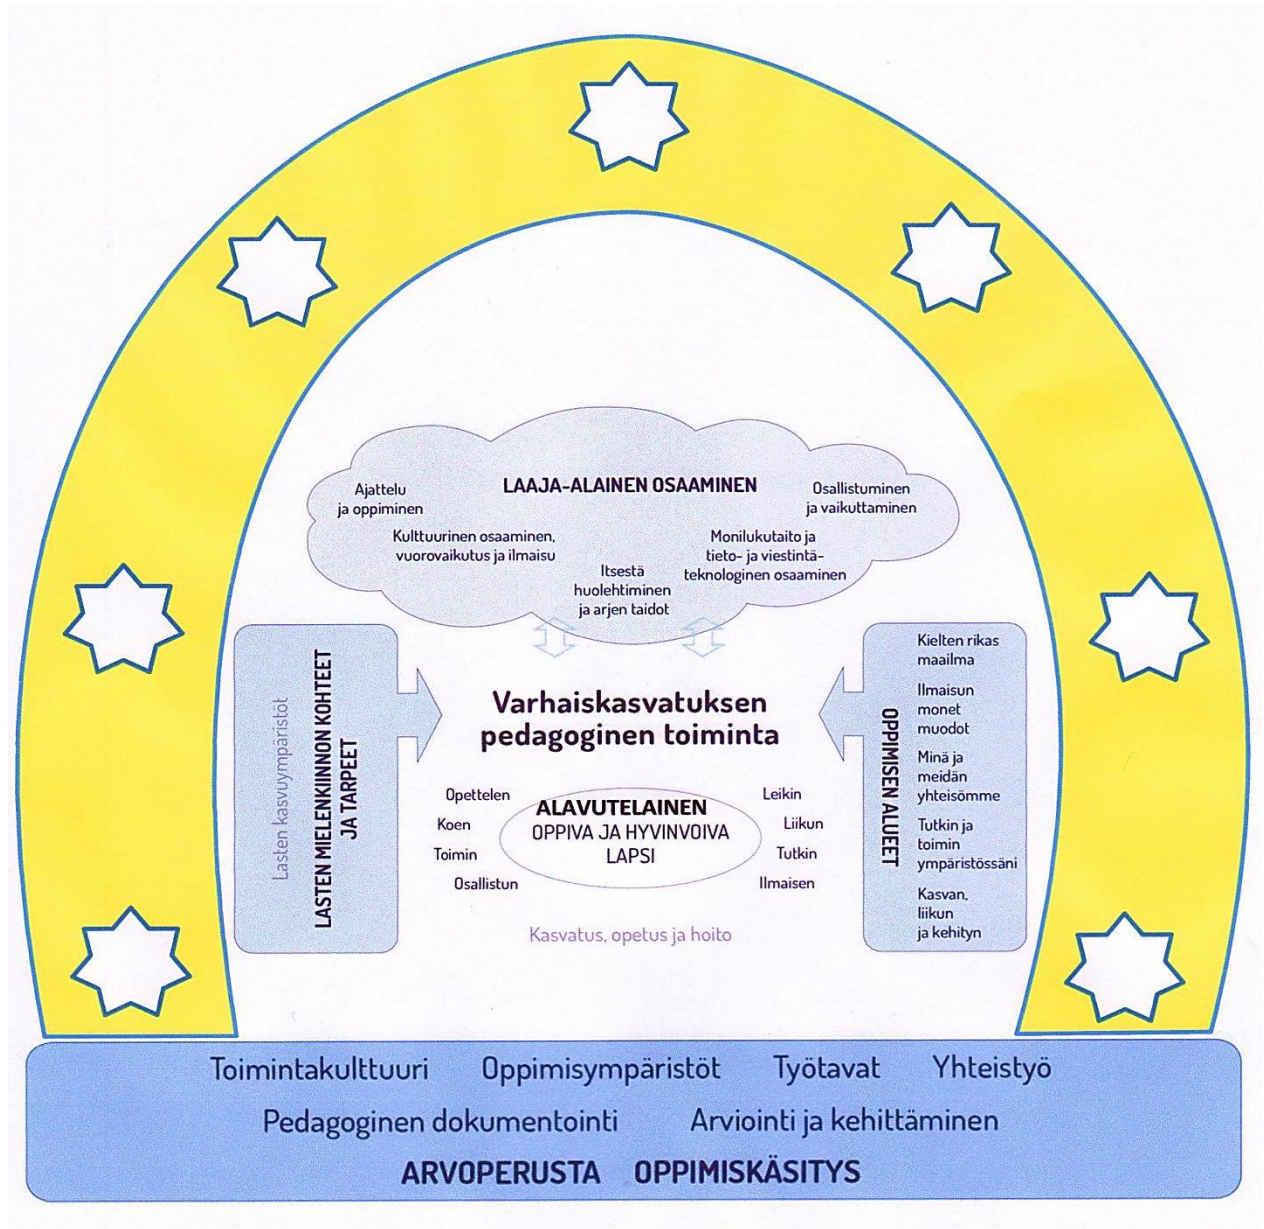 LAAJA-ALAINEN OSAAMINEN
Ajattelu
ja oppiminen
Osallistuminen
ja vaikuttaminen
Kulttuurinen osaaminen,
vuorovaikutus ja ilmaisu
Monilukutaito ja
tieto- ja viestintä-
teknologinen osaaminen
Itsestä
huolehtiminen
ja arjen taidot
Lasten kasvuympäristöt
LASTEN MIELENKIINNON KOHTEET
JA TARPEET
Varhaiskasvatuksen
pedagoginen toiminta
Opettelen
Koen
Toimin
Osallistun
ALAVUTELAINEN
OPPIVA JA HYVINVOIVA
LAPSI
Leikin
Liikun
Tutkin
Ilmaisen
Kasvatus, opetus ja hoito
OPPIMISEN ALUEET
Kielten rikas
maailma
Ilmaisun
monet
muodot
Minä ja
meidän
yhteisömme
Tutkin ja
toimin
ympäristössäni
Kasvan,
liikun
ja kehityn
Toimintakulttuuri Oppimisympäristöt Työtavat Yhteistyö
Pedagoginen dokumentointi Arviointi ja kehittäminen
ARVOPERUSTA OPPIMISKÄSITYS